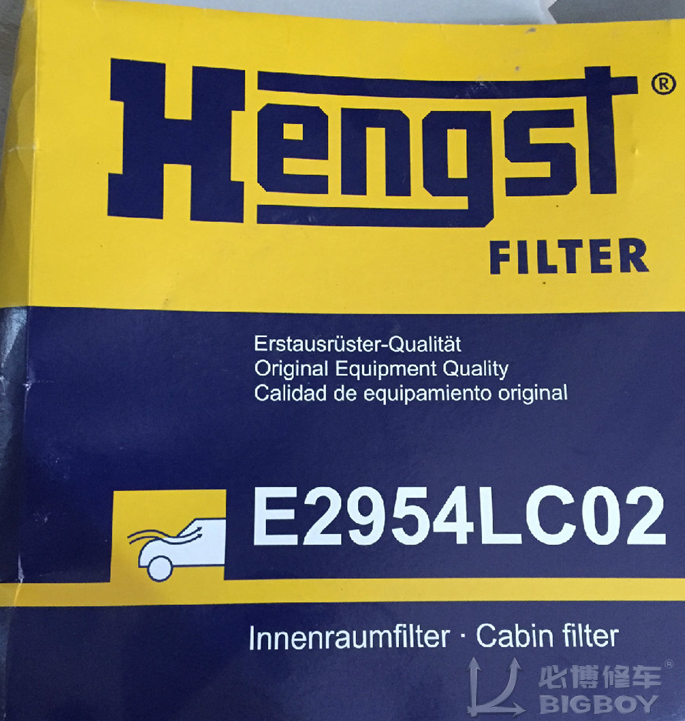 Hengst®
FILTER
Erstausrüster-Qualität
Original Equipment Quality
Calidad de equipamiento original
E2954LC02
Innenraumfilter · Cabin filter
必博修车®
BIGBOY